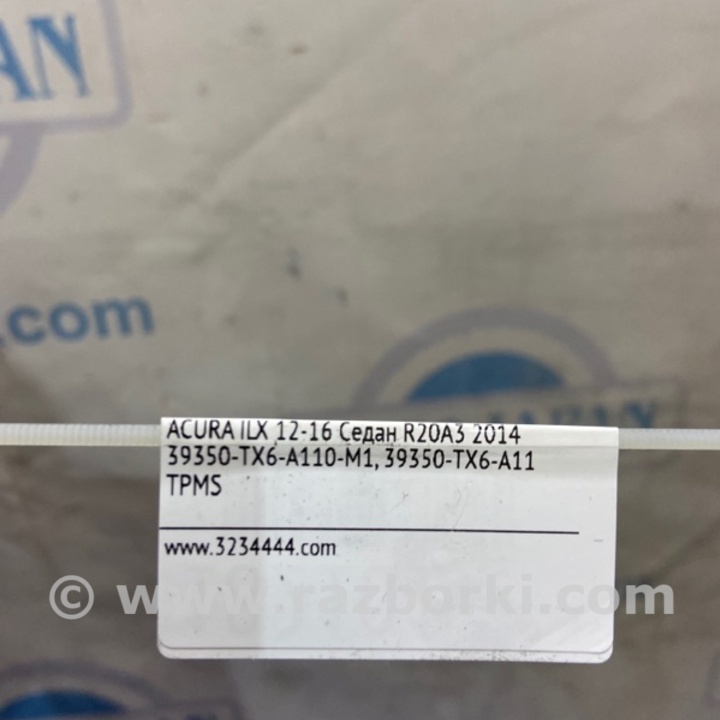 AN
.com
ACURA ILX 12-16 Седан R20A3 2014
39350-TX6-A110-M1, 39350-TX6-A11
TPMS
www.3234444.com
© www.razborki.com